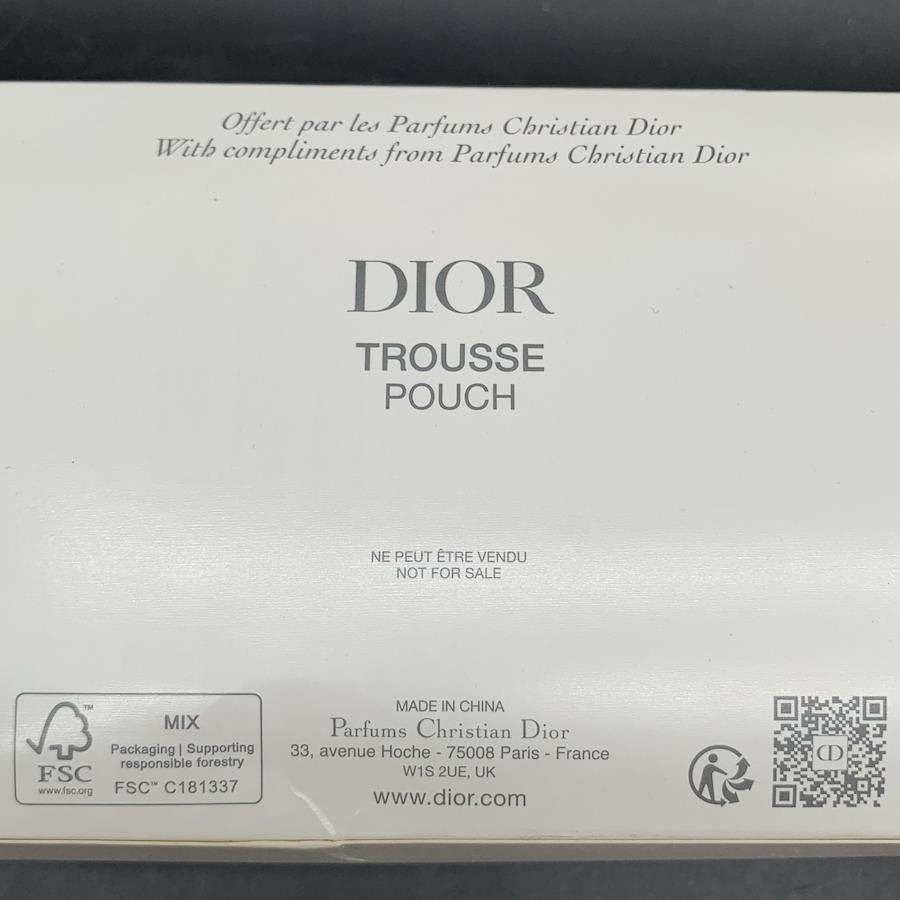 Offert par les Parfums Christian Dior
With compliments from Parfums Christian Dior
DIOR
TROUSSE
POUCH
NE PEUT ÊTRE VENDU
NOT FOR SALE
FSC
www.fsc.org
MIX
Packaging | Supporting
responsible forestry
FSC™ C181337
MADE IN CHINA
Parfums Christian Dior
33, avenue Hoche - 75008 Paris - France
W1S 2UE, UK
www.dior.com
CD